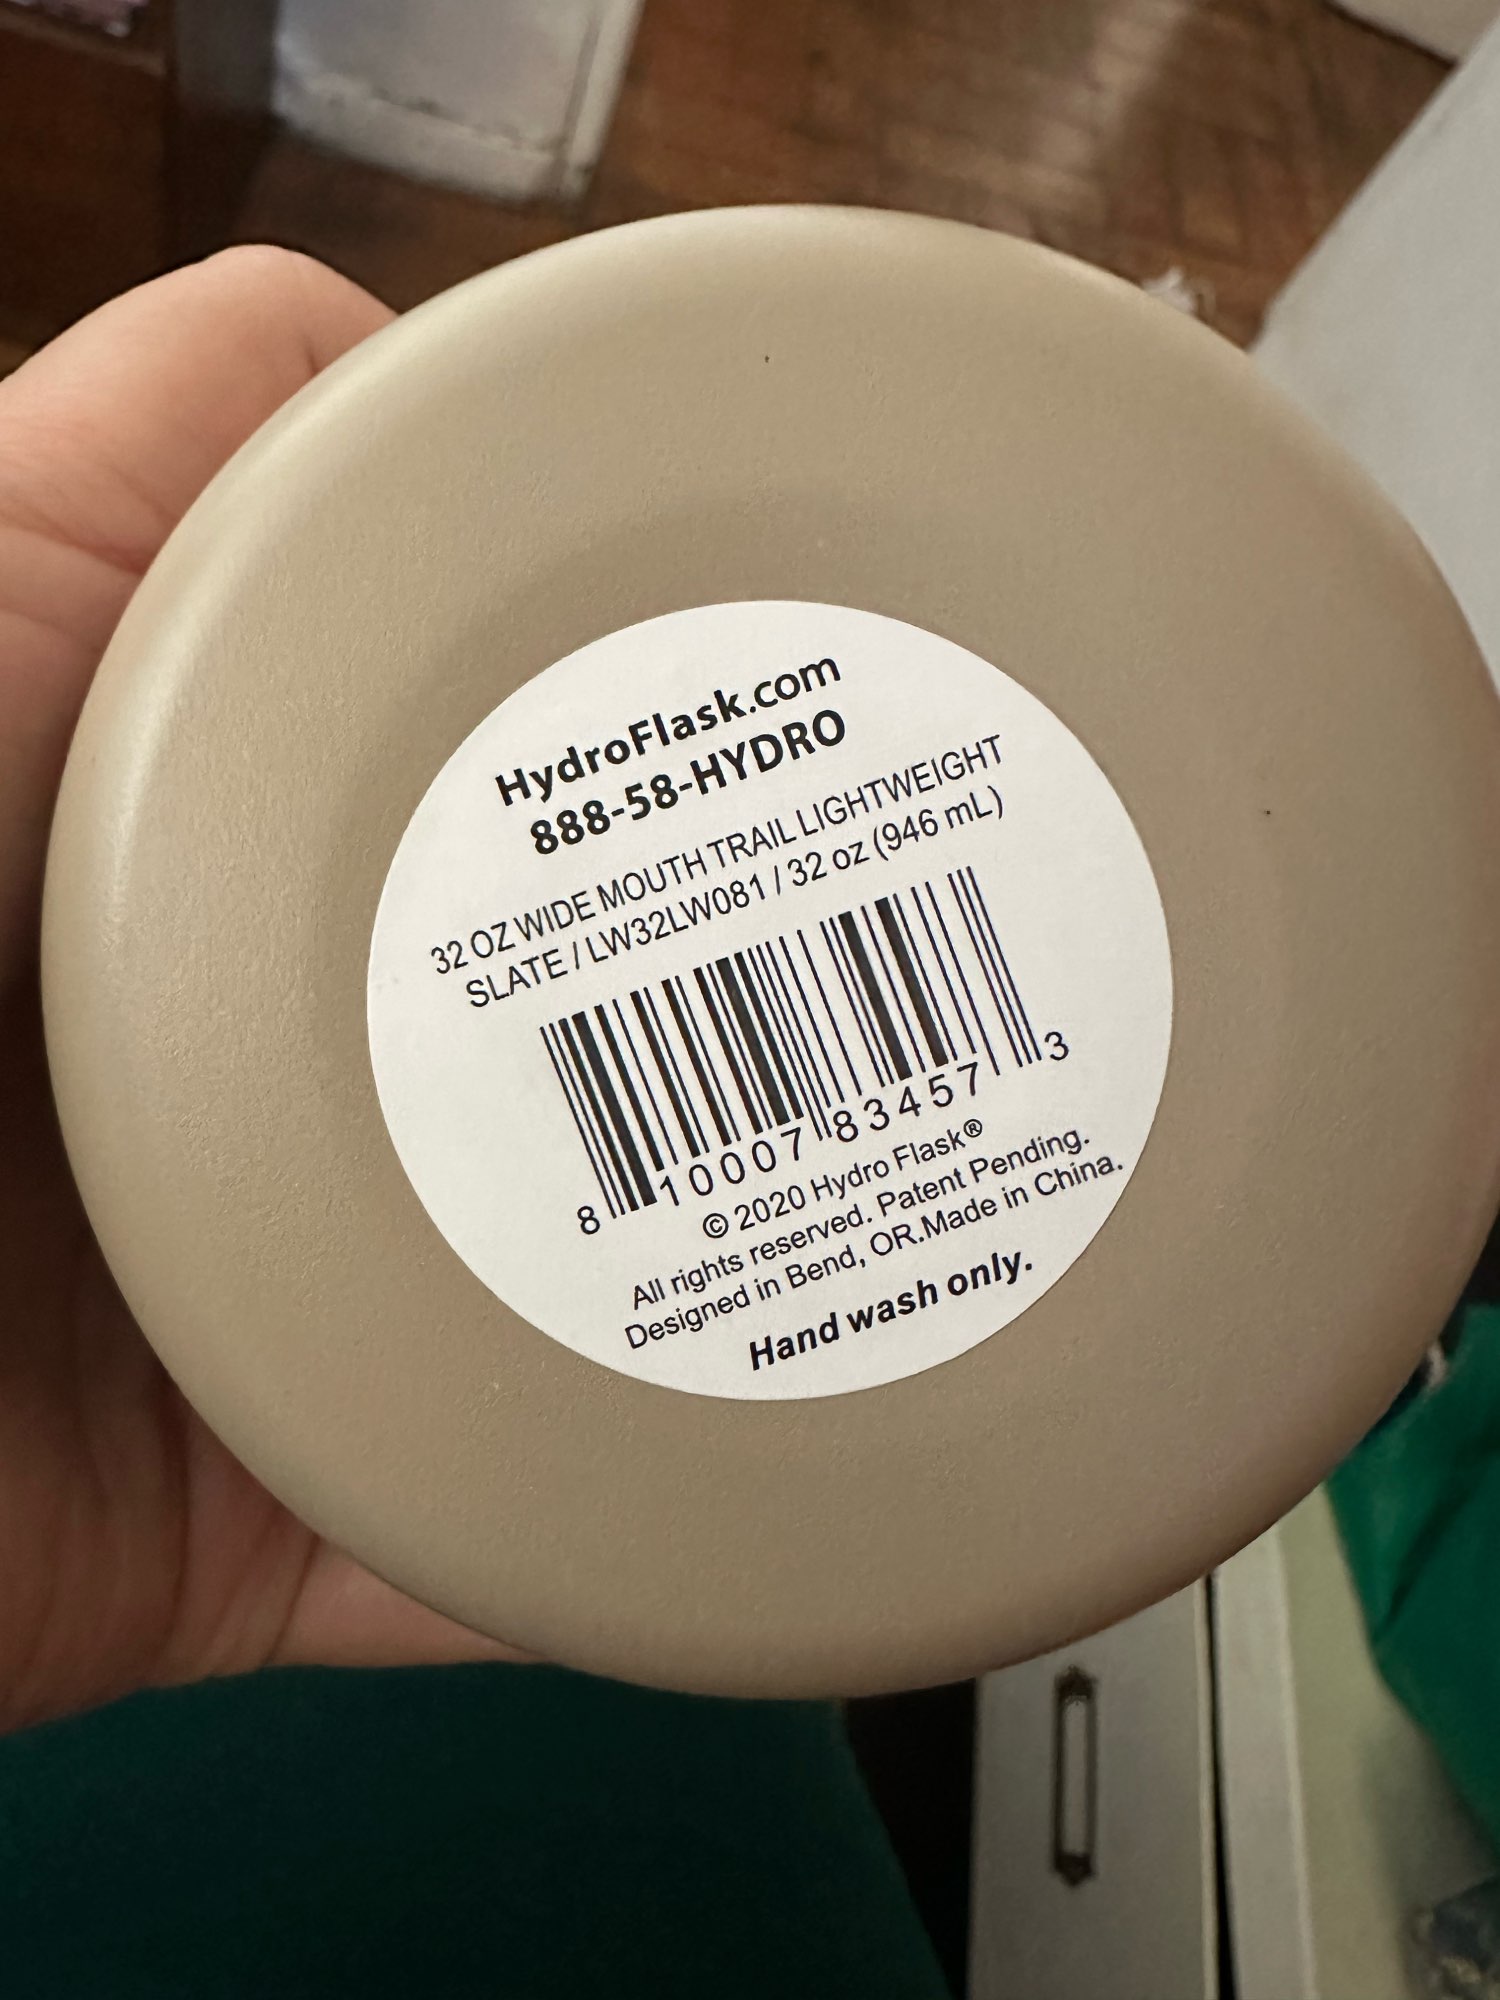 HydroFlask.com
888-58-HYDRO
32 OZ WIDE MOUTH TRAIL LIGHTWEIGHT
SLATE / LW32LW081 / 32 oz (946 mL)
8 10007 83457 3
© 2020 Hydro Flask®
All rights reserved. Patent Pending.
Designed in Bend, OR.Made in China.
Hand wash only.